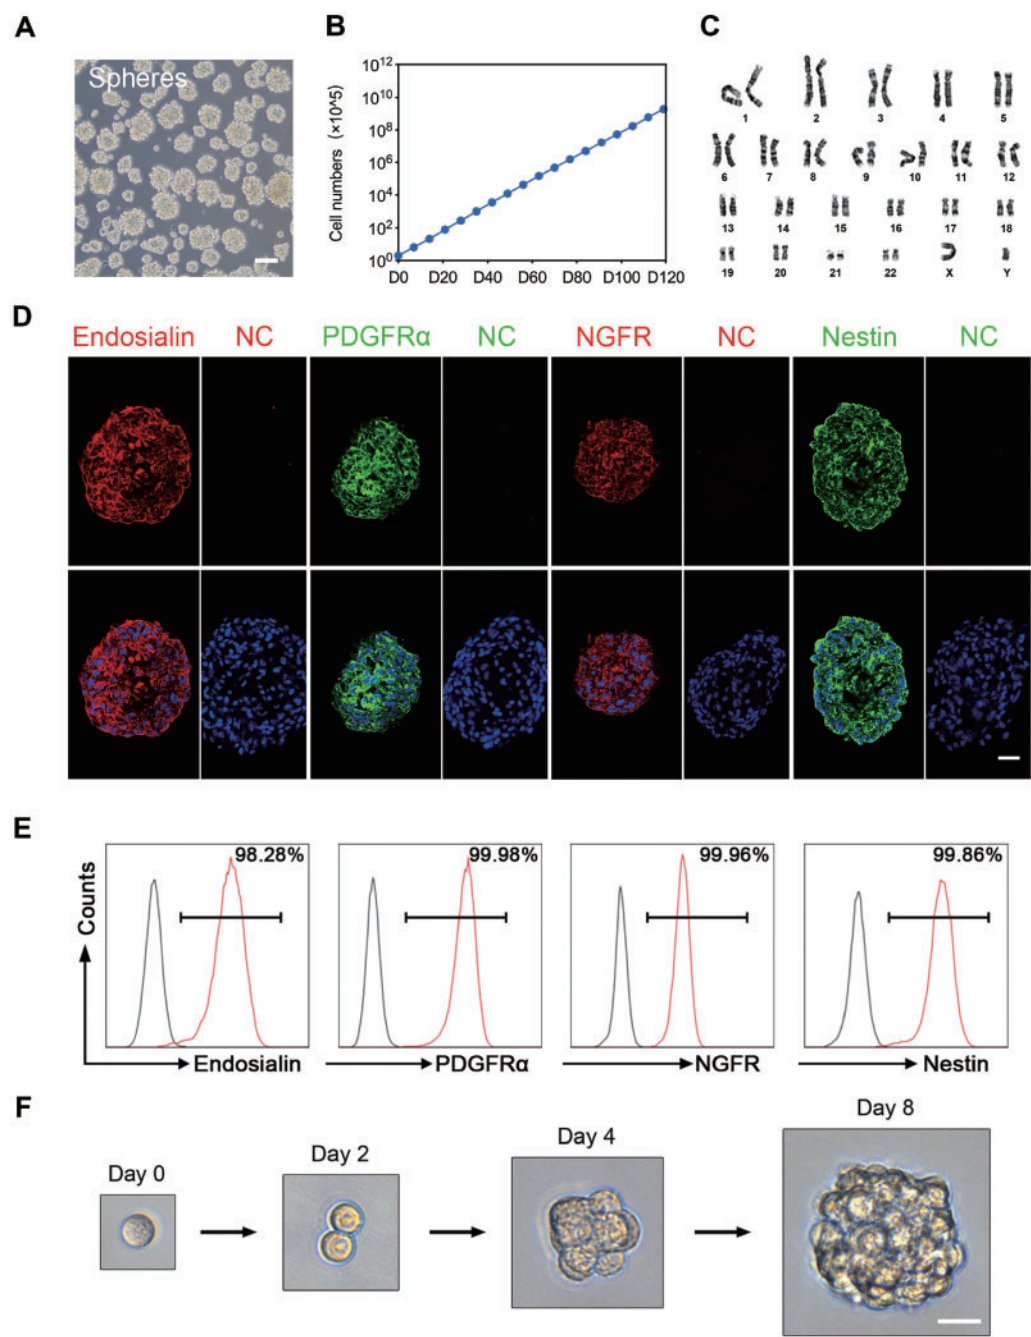 A
Spheres
B
Cell numbers (×10^5)
10^12
10^10
10^8
10^6
10^4
10^2
10^0
D0 D20 D40 D60 D80 D100 D120
C
1 2 3 4 5
6 7 8 9 10 11 12
13 14 15 16 17 18
19 20 21 22 X Y
D
Endosialin NC PDGFRα NC NGFR NC Nestin NC
E
98.28% 99.98% 99.96% 99.86%
Counts
Endosialin PDGFRα NGFR Nestin
F
Day 0 Day 2 Day 4 Day 8